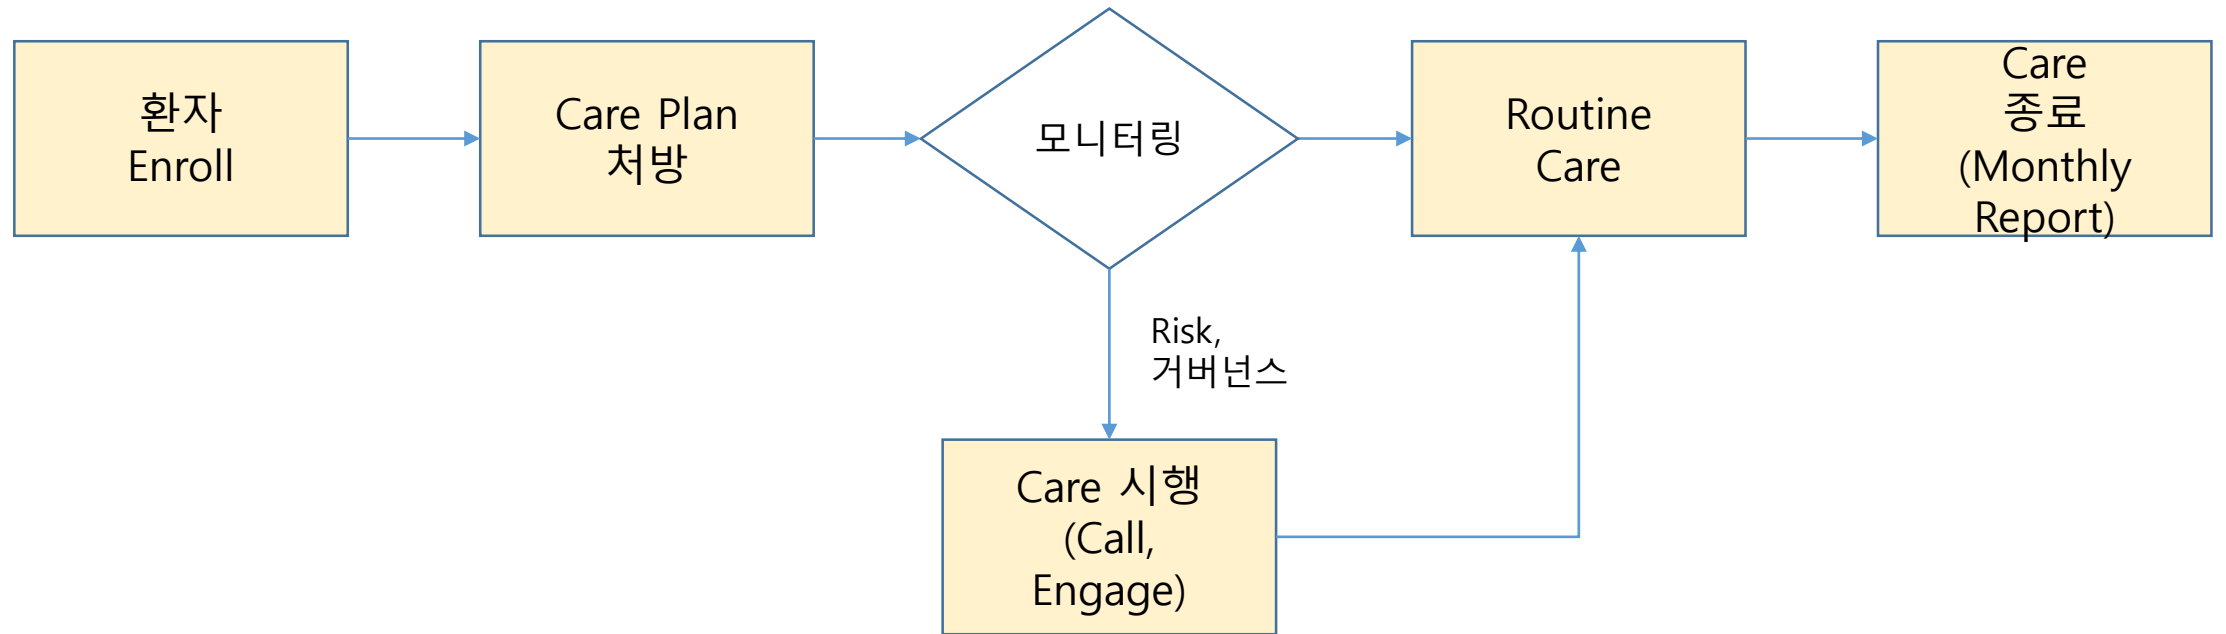 환자
Enroll
Care Plan
처방
모니터링
Routine
Care
Care
종료
(Monthly
Report)
Risk,
거버넌스
Care 시행
(Call,
Engage)